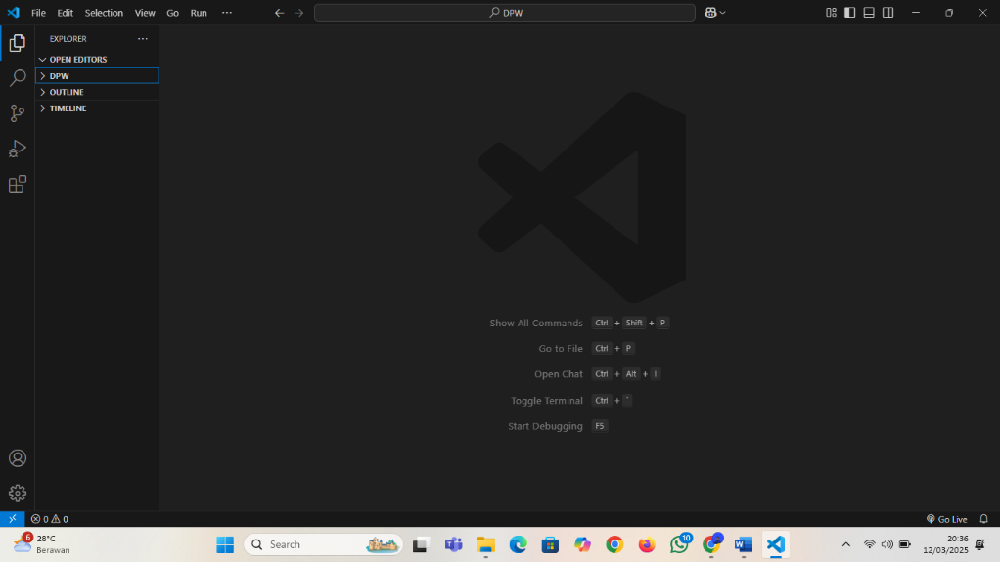 File Edit Selection View Go Run ... DPW
EXPLORER ...
OPEN EDITORS
DPW
OUTLINE
TIMELINE
Show All Commands Ctrl + Shift + P
Go to File Ctrl + P
Open Chat Ctrl + Alt + I
Toggle Terminal Ctrl + `
Start Debugging F5
0 0 Go Live
6 28°C
Berawan
Search
10
20:36
12/03/2025